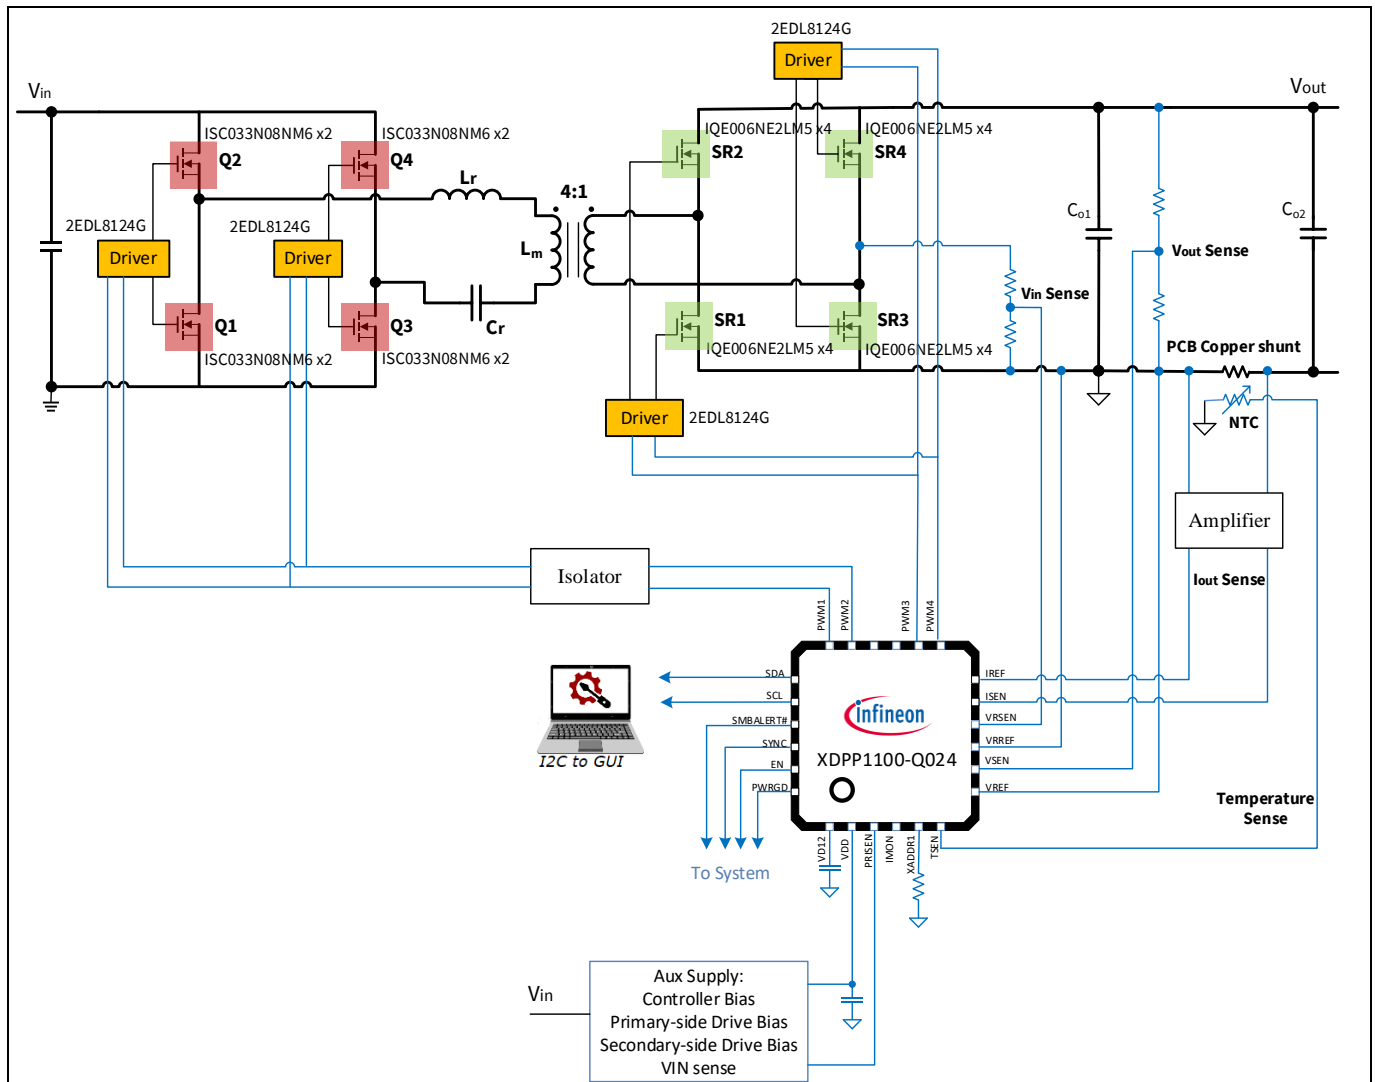 2EDL8124G
Driver
Vin
Vout
ISC033N08NM6 x2
ISC033N08NM6 x2
IQE006NE2LM5 x4
IQE006NE2LM5 x4
Q2
Q4
SR2
SR4
Lr
4:1
2EDL8124G
2EDL8124G
Driver
Driver
Lm
Co1
Co2
Vout Sense
Vin Sense
Q1
Q3
Cr
SR1
SR3
ISC033N08NM6 x2
ISC033N08NM6 x2
IQE006NE2LM5 x4
IQE006NE2LM5 x4
PCB Copper shunt
Driver
2EDL8124G
NTC
Amplifier
Isolator
Iout Sense
PWM1
PWM2
PWM3
PWM4
SDA
SCL
SMBALERT#
SYNC
EN
PWRGD
IREF
ISEN
VRSEN
VRREF
VSEN
VREF
infineon
XDPP1100-Q024
I2C to GUI
Temperature
Sense
VD12
VDD
PRISEN
IMON
XADDR1
TSEN
To System
Vin
Aux Supply:
Controller Bias
Primary-side Drive Bias
Secondary-side Drive Bias
VIN sense